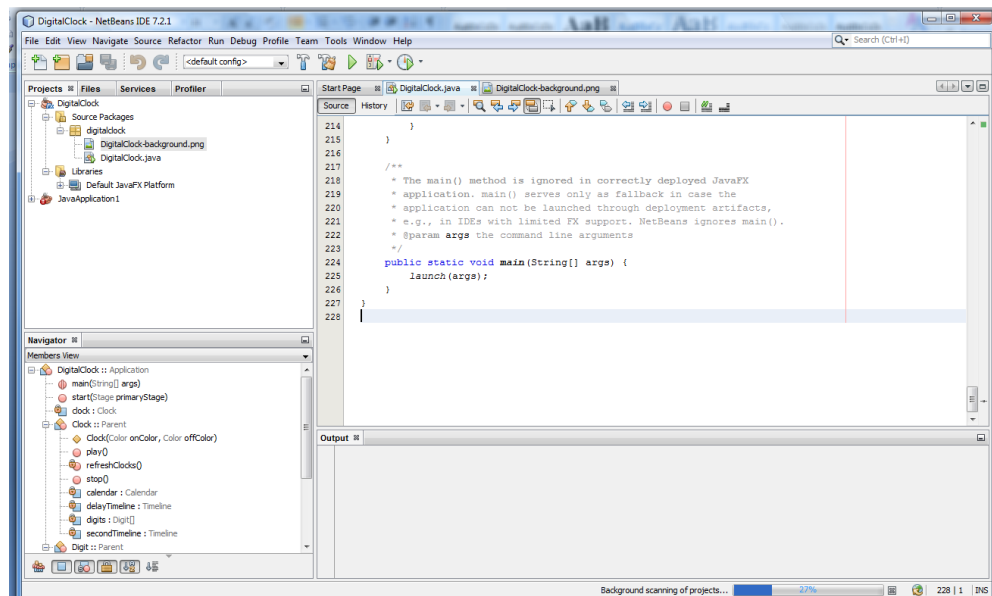 DigitalClock - NetBeans IDE 7.2.1
File Edit View Navigate Source Refactor Run Debug Profile Team Tools Window Help
Search (Ctrl+I)
<default config>
Projects Files Services Profiler
DigitalClock
Source Packages
digitalclock
DigitalClock-background.png
DigitalClock.java
Libraries
Default JavaFX Platform
JavaApplication1
Navigator
Members View
DigitalClock :: Application
main(String[] args)
start(Stage primaryStage)
clock : Clock
Clock :: Parent
Clock(Color onColor, Color offColor)
play()
refreshClocks()
stop()
calendar : Calendar
delayTimeline : Timeline
digits : Digit[]
secondTimeline : Timeline
Digit :: Parent
Start Page DigitalClock.java DigitalClock-background.png
Source History
214 }
215 }
216
217 /**
218 * The main() method is ignored in correctly deployed JavaFX
219 * application. main() serves only as fallback in case the
220 * application can not be launched through deployment artifacts,
221 * e.g., in IDEs with limited FX support. NetBeans ignores main().
222 * @param args the command line arguments
223 */
224 public static void main(String[] args) {
225 launch(args);
226 }
227 }
228
Output
Background scanning of projects... 27% 228 | 1 INS